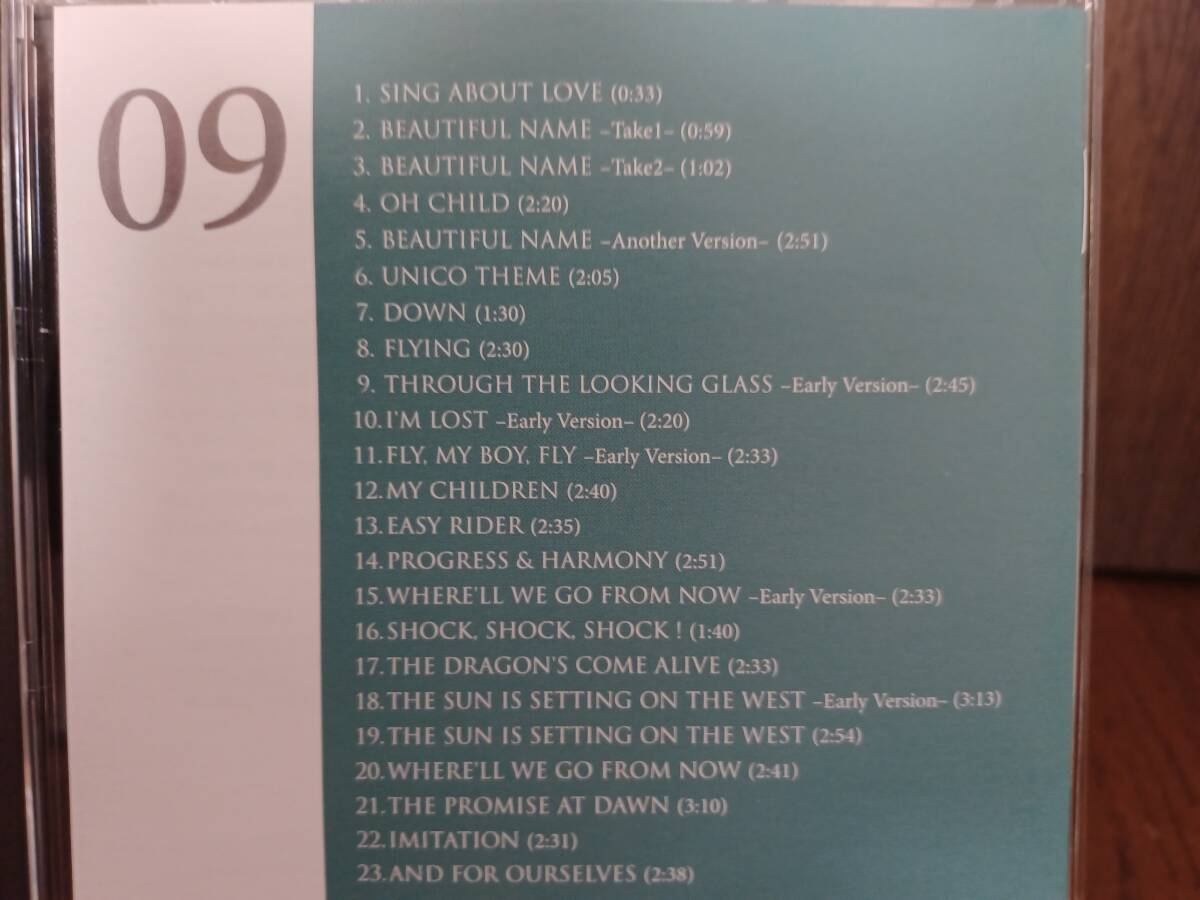 09
1. SING ABOUT LOVE (0:33)
2. BEAUTIFUL NAME –Take1– (0:59)
3. BEAUTIFUL NAME –Take2– (1:02)
4. OH CHILD (2:20)
5. BEAUTIFUL NAME –Another Version– (2:51)
6. UNICO THEME (2:05)
7. DOWN (1:30)
8. FLYING (2:30)
9. THROUGH THE LOOKING GLASS –Early Version– (2:45)
10. I'M LOST –Early Version– (2:20)
11. FLY, MY BOY, FLY –Early Version– (2:33)
12. MY CHILDREN (2:40)
13. EASY RIDER (2:35)
14. PROGRESS & HARMONY (2:51)
15. WHERE'LL WE GO FROM NOW –Early Version– (2:33)
16. SHOCK, SHOCK, SHOCK ! (1:40)
17. THE DRAGON'S COME ALIVE (2:33)
18. THE SUN IS SETTING ON THE WEST –Early Version– (3:13)
19. THE SUN IS SETTING ON THE WEST (2:54)
20. WHERE'LL WE GO FROM NOW (2:41)
21. THE PROMISE AT DAWN (3:10)
22. IMITATION (2:31)
23. AND FOR OURSELVES (2:38)